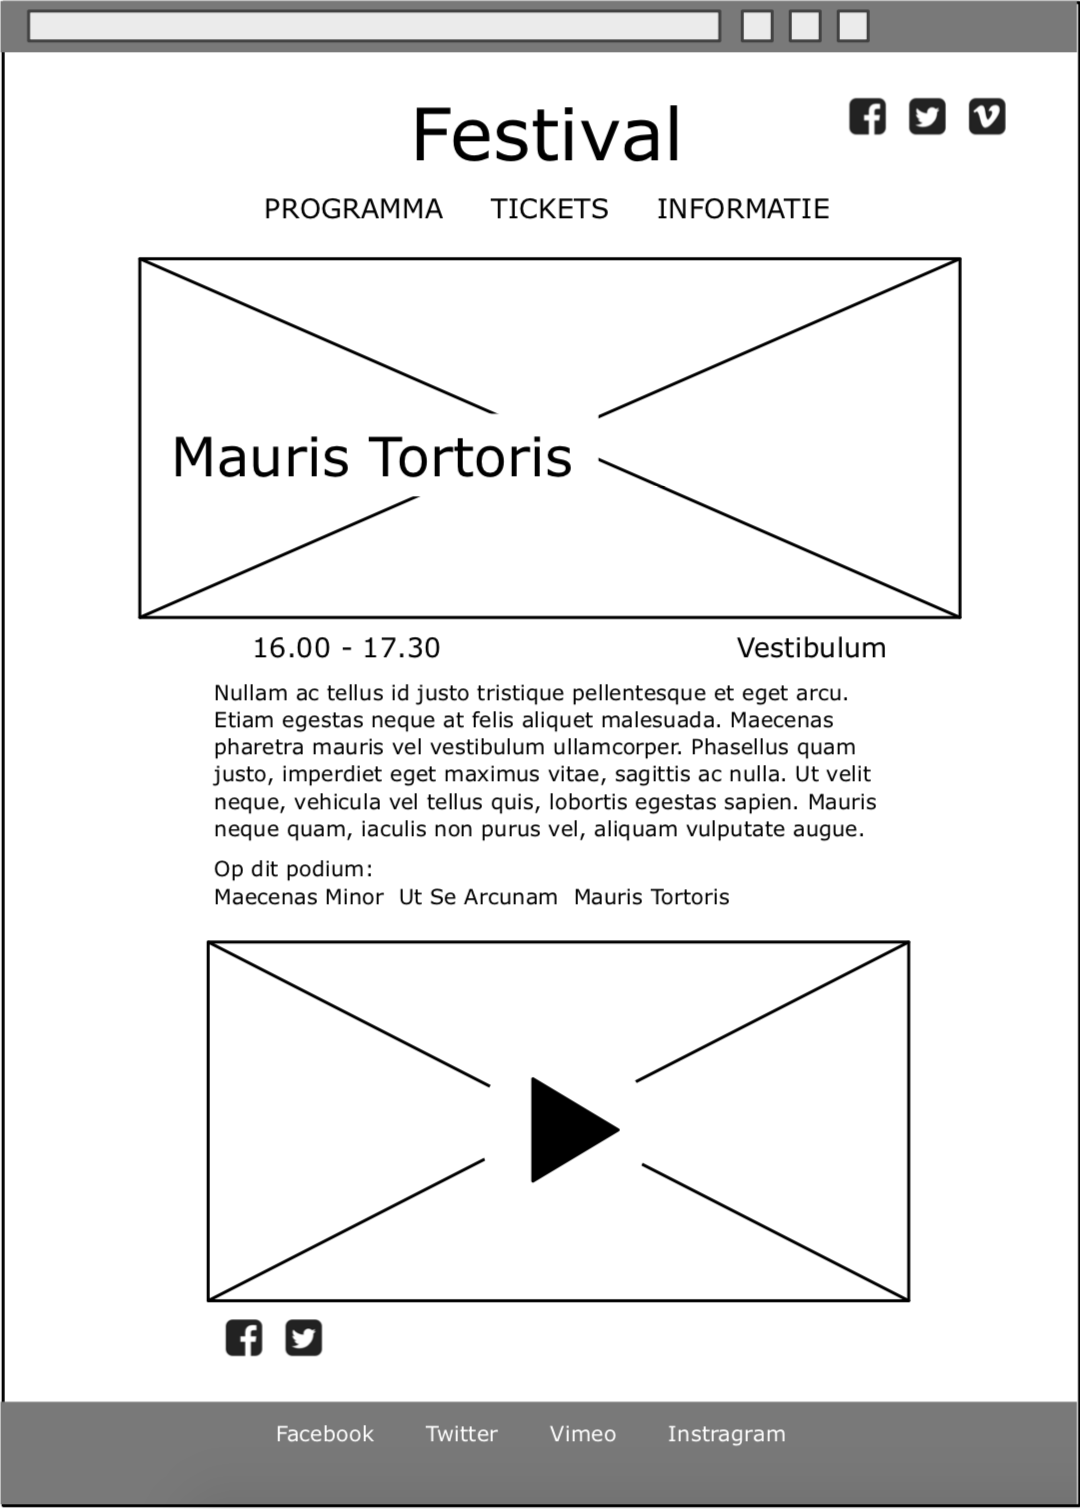 Festival
PROGRAMMA TICKETS INFORMATIE
Mauris Tortoris
16.00 - 17.30 Vestibulum
Nullam ac tellus id justo tristique pellentesque et eget arcu.
Etiam egestas neque at felis aliquet malesuada. Maecenas
pharetra mauris vel vestibulum ullamcorper. Phasellus quam
justo, imperdiet eget maximus vitae, sagittis ac nulla. Ut velit
neque, vehicula vel tellus quis, lobortis egestas sapien. Mauris
neque quam, iaculis non purus vel, aliquam vulputate augue.
Op dit podium:
Maecenas Minor Ut Se Arcunam Mauris Tortoris
Facebook Twitter Vimeo Instragram